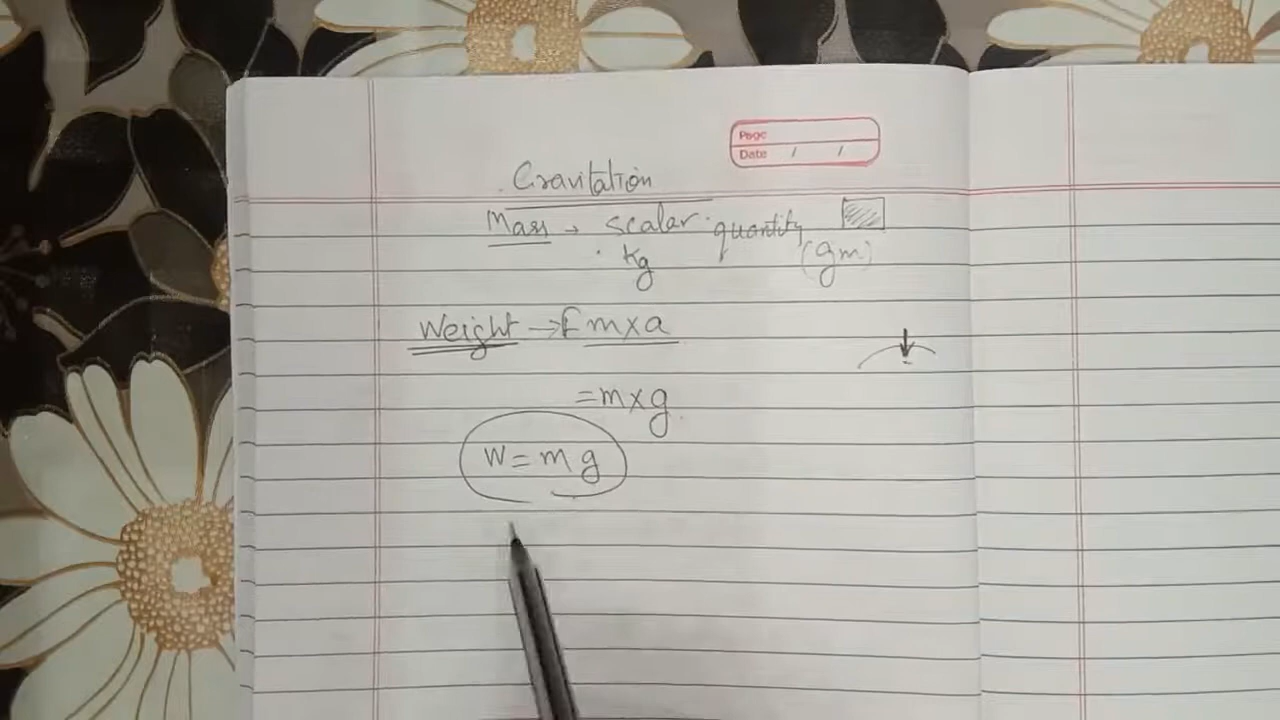 Page
Date / /
Gravitation
Mass → scalar quantity
kg (gm)
Weight → F m×a
= m×g
W = mg